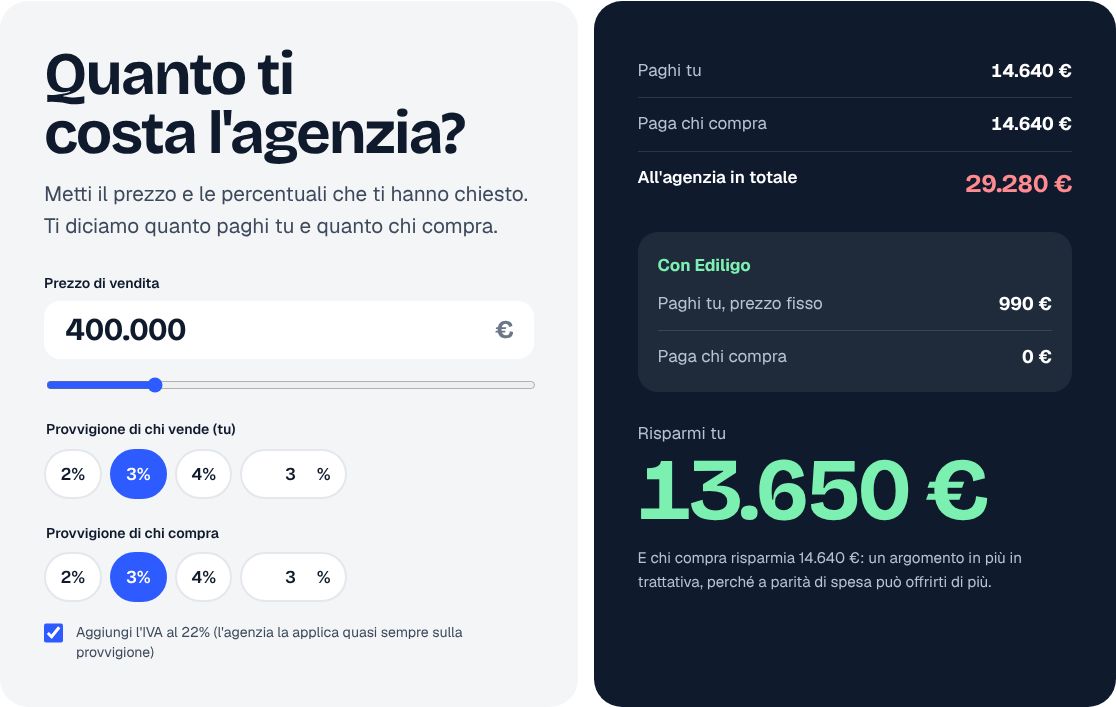 Quanto ti
costa l'agenzia?
Metti il prezzo e le percentuali che ti hanno chiesto.
Ti diciamo quanto paghi tu e quanto chi compra.
Prezzo di vendita
400.000 €
Provvigione di chi vende (tu)
2% 3% 4% 3 %
Provvigione di chi compra
2% 3% 4% 3 %
Aggiungi l'IVA al 22% (l'agenzia la applica quasi sempre sulla
provvigione)
Paghi tu 14.640 €
Paga chi compra 14.640 €
All'agenzia in totale 29.280 €
Con Ediligo
Paghi tu, prezzo fisso 990 €
Paga chi compra 0 €
Risparmi tu
13.650 €
E chi compra risparmia 14.640 €: un argomento in più in
trattativa, perché a parità di spesa può offrirti di più.